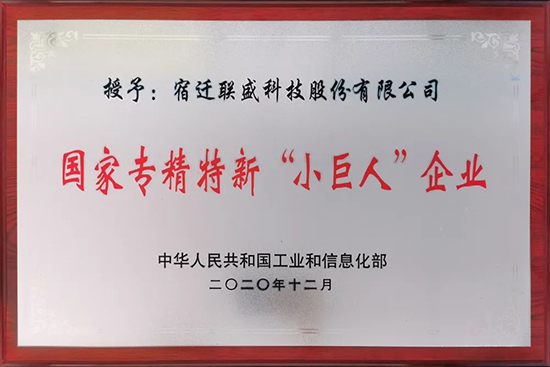 授予：宿迁联盛科技股份有限公司
国家专精特新“小巨人”企业
中华人民共和国工业和信息化部
二〇二〇年十二月